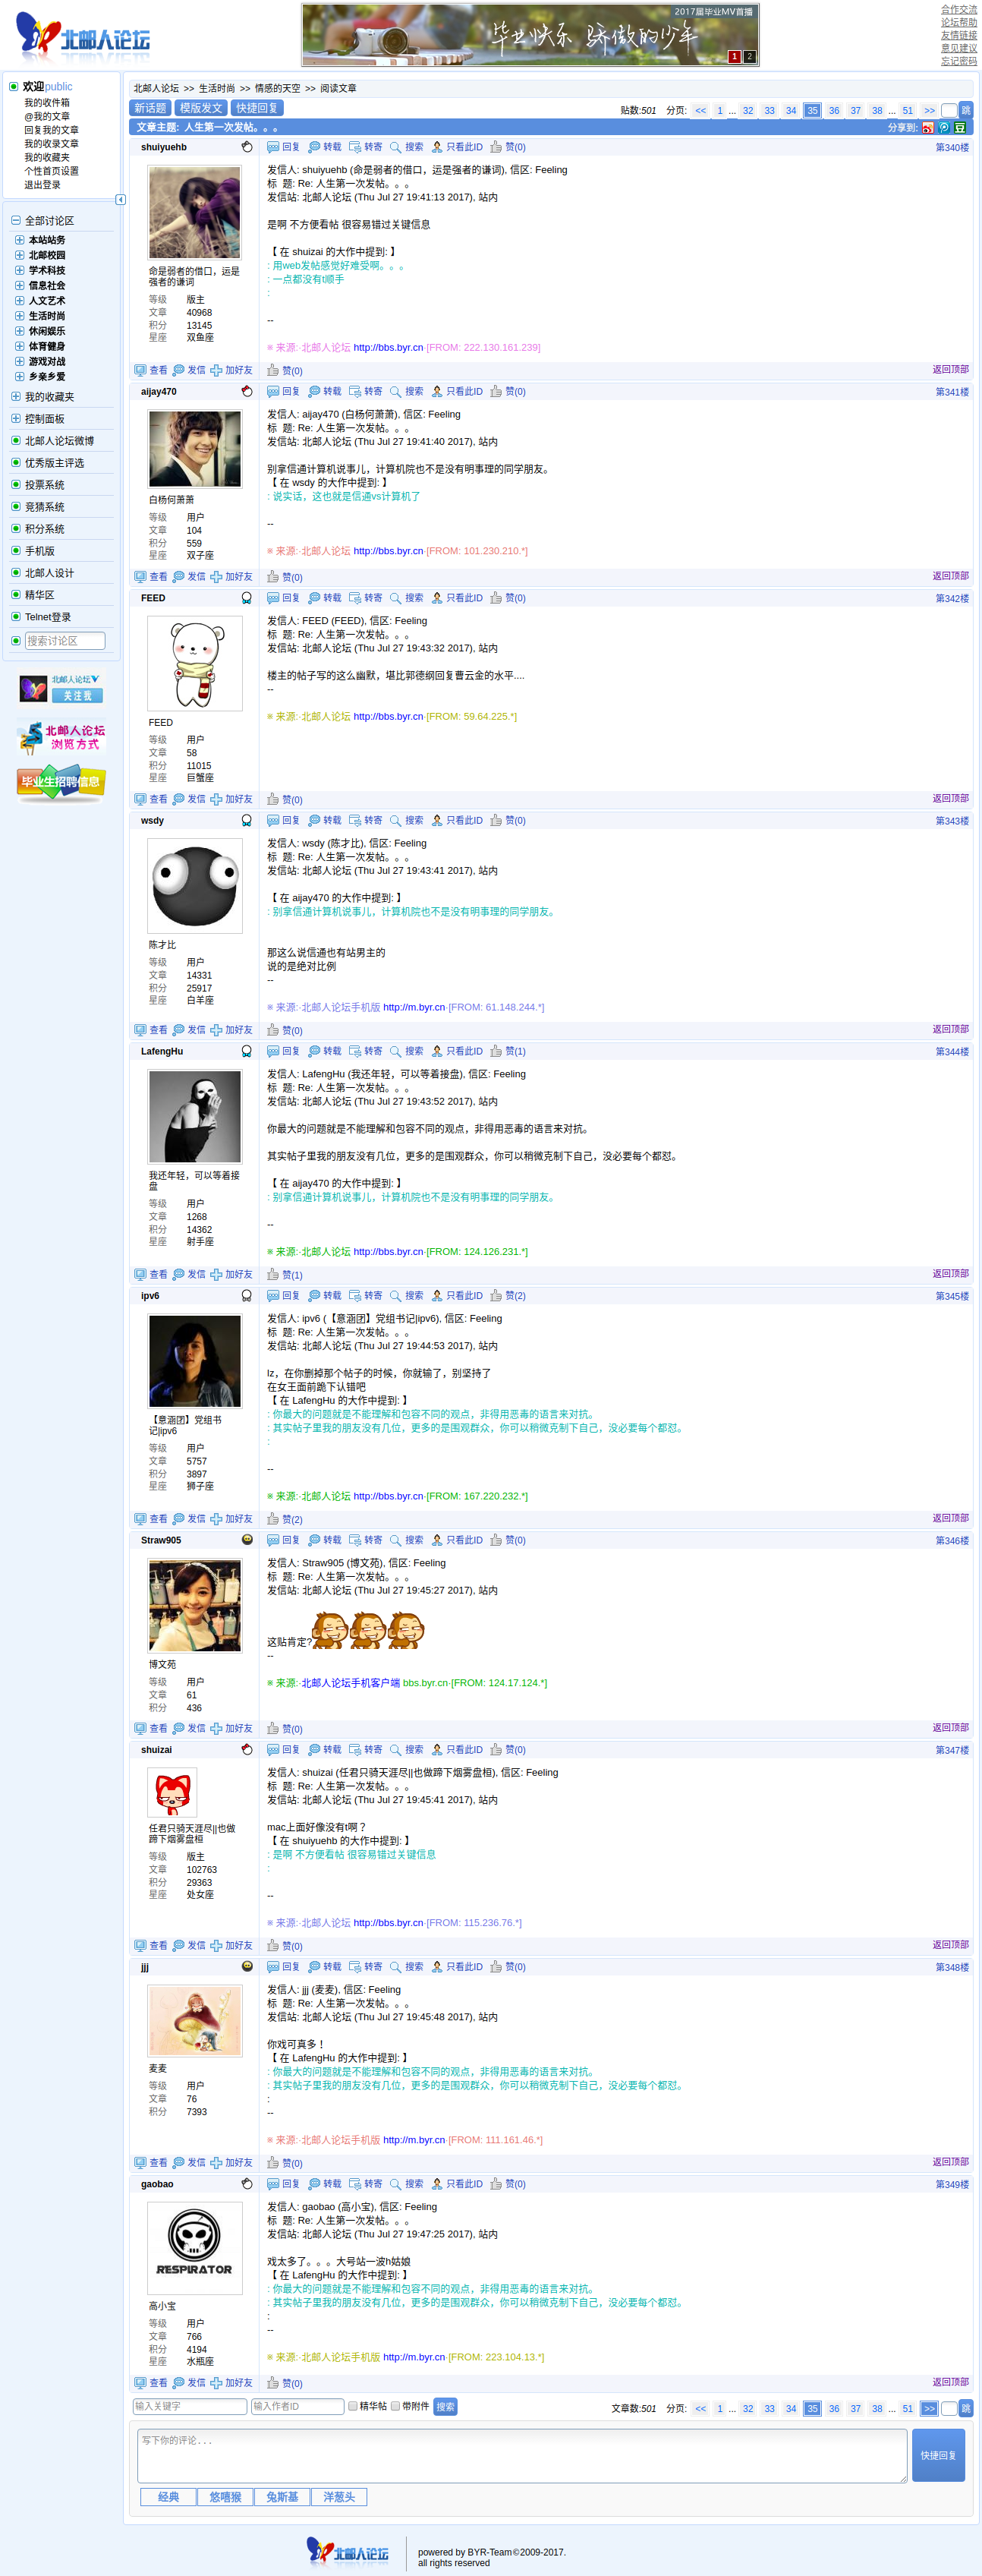 北邮人论坛
2017届毕业MV首播
毕业快乐 骄傲的少年
1 2
合作交流
论坛帮助
友情链接
意见建议
忘记密码
欢迎public
我的收件箱
@我的文章
回复我的文章
我的收录文章
我的收藏夹
个性首页设置
退出登录
全部讨论区
本站站务
北邮校园
学术科技
信息社会
人文艺术
生活时尚
休闲娱乐
体育健身
游戏对战
乡亲乡爱
我的收藏夹
控制面板
北邮人论坛微博
优秀版主评选
投票系统
竞猜系统
积分系统
手机版
北邮人设计
精华区
Telnet登录
搜索讨论区
北邮人论坛
关注我
北邮人论坛
浏览方式
毕业生招聘信息
北邮人论坛 >> 生活时尚 >> 情感的天空 >> 阅读文章
新话题 模版发文 快捷回复
贴数:501 分页: << 1 ... 32 33 34 35 36 37 38 ... 51 >> 跳
文章主题: 人生第一次发帖。。。
分享到: 豆
shuiyuehb
回复 转载 转寄 搜索 只看此ID 赞(0) 第340楼
命是弱者的借口，运是
强者的谦词
等级 版主
文章 40968
积分 13145
星座 双鱼座
发信人: shuiyuehb (命是弱者的借口，运是强者的谦词), 信区: Feeling
标 题: Re: 人生第一次发帖。。。
发信站: 北邮人论坛 (Thu Jul 27 19:41:13 2017), 站内
是啊 不方便看帖 很容易错过关键信息
【 在 shuizai 的大作中提到: 】
: 用web发帖感觉好难受啊。。。
: 一点都没有t顺手
:
--
※ 来源:·北邮人论坛 http://bbs.byr.cn·[FROM: 222.130.161.239]
查看 发信 加好友 赞(0) 返回顶部
aijay470
回复 转载 转寄 搜索 只看此ID 赞(0) 第341楼
白杨何萧萧
等级 用户
文章 104
积分 559
星座 双子座
发信人: aijay470 (白杨何萧萧), 信区: Feeling
标 题: Re: 人生第一次发帖。。。
发信站: 北邮人论坛 (Thu Jul 27 19:41:40 2017), 站内
别拿信通计算机说事儿，计算机院也不是没有明事理的同学朋友。
【 在 wsdy 的大作中提到: 】
: 说实话，这也就是信通vs计算机了
--
※ 来源:·北邮人论坛 http://bbs.byr.cn·[FROM: 101.230.210.*]
查看 发信 加好友 赞(0) 返回顶部
FEED
回复 转载 转寄 搜索 只看此ID 赞(0) 第342楼
FEED
等级 用户
文章 58
积分 11015
星座 巨蟹座
发信人: FEED (FEED), 信区: Feeling
标 题: Re: 人生第一次发帖。。。
发信站: 北邮人论坛 (Thu Jul 27 19:43:32 2017), 站内
楼主的帖子写的这么幽默，堪比郭德纲回复曹云金的水平....
--
※ 来源:·北邮人论坛 http://bbs.byr.cn·[FROM: 59.64.225.*]
查看 发信 加好友 赞(0) 返回顶部
wsdy
回复 转载 转寄 搜索 只看此ID 赞(0) 第343楼
陈才比
等级 用户
文章 14331
积分 25917
星座 白羊座
发信人: wsdy (陈才比), 信区: Feeling
标 题: Re: 人生第一次发帖。。。
发信站: 北邮人论坛 (Thu Jul 27 19:43:41 2017), 站内
【 在 aijay470 的大作中提到: 】
: 别拿信通计算机说事儿，计算机院也不是没有明事理的同学朋友。
那这么说信通也有站男主的
说的是绝对比例
--
※ 来源:·北邮人论坛手机版 http://m.byr.cn·[FROM: 61.148.244.*]
查看 发信 加好友 赞(0) 返回顶部
LafengHu
回复 转载 转寄 搜索 只看此ID 赞(1) 第344楼
我还年轻，可以等着接
盘
等级 用户
文章 1268
积分 14362
星座 射手座
发信人: LafengHu (我还年轻，可以等着接盘), 信区: Feeling
标 题: Re: 人生第一次发帖。。。
发信站: 北邮人论坛 (Thu Jul 27 19:43:52 2017), 站内
你最大的问题就是不能理解和包容不同的观点，非得用恶毒的语言来对抗。
其实帖子里我的朋友没有几位，更多的是围观群众，你可以稍微克制下自己，没必要每个都怼。
【 在 aijay470 的大作中提到: 】
: 别拿信通计算机说事儿，计算机院也不是没有明事理的同学朋友。
--
※ 来源:·北邮人论坛 http://bbs.byr.cn·[FROM: 124.126.231.*]
查看 发信 加好友 赞(1) 返回顶部
ipv6
回复 转载 转寄 搜索 只看此ID 赞(2) 第345楼
【意涵团】党组书
记|ipv6
等级 用户
文章 5757
积分 3897
星座 狮子座
发信人: ipv6 (【意涵团】党组书记|ipv6), 信区: Feeling
标 题: Re: 人生第一次发帖。。。
发信站: 北邮人论坛 (Thu Jul 27 19:44:53 2017), 站内
lz，在你删掉那个帖子的时候，你就输了，别坚持了
在女王面前跪下认错吧
【 在 LafengHu 的大作中提到: 】
: 你最大的问题就是不能理解和包容不同的观点，非得用恶毒的语言来对抗。
: 其实帖子里我的朋友没有几位，更多的是围观群众，你可以稍微克制下自己，没必要每个都怼。
:
--
※ 来源:·北邮人论坛 http://bbs.byr.cn·[FROM: 167.220.232.*]
查看 发信 加好友 赞(2) 返回顶部
Straw905
回复 转载 转寄 搜索 只看此ID 赞(0) 第346楼
博文苑
等级 用户
文章 61
积分 436
发信人: Straw905 (博文苑), 信区: Feeling
标 题: Re: 人生第一次发帖。。。
发信站: 北邮人论坛 (Thu Jul 27 19:45:27 2017), 站内
这贴肯定?
--
※ 来源:·北邮人论坛手机客户端 bbs.byr.cn·[FROM: 124.17.124.*]
查看 发信 加好友 赞(0) 返回顶部
shuizai
回复 转载 转寄 搜索 只看此ID 赞(0) 第347楼
任君只骑天涯尽||也做
蹄下烟雾盘桓
等级 版主
文章 102763
积分 29363
星座 处女座
发信人: shuizai (任君只骑天涯尽||也做蹄下烟雾盘桓), 信区: Feeling
标 题: Re: 人生第一次发帖。。。
发信站: 北邮人论坛 (Thu Jul 27 19:45:41 2017), 站内
mac上面好像没有t啊？
【 在 shuiyuehb 的大作中提到: 】
: 是啊 不方便看帖 很容易错过关键信息
:
--
※ 来源:·北邮人论坛 http://bbs.byr.cn·[FROM: 115.236.76.*]
查看 发信 加好友 赞(0) 返回顶部
jjj
回复 转载 转寄 搜索 只看此ID 赞(0) 第348楼
麦麦
等级 用户
文章 76
积分 7393
发信人: jjj (麦麦), 信区: Feeling
标 题: Re: 人生第一次发帖。。。
发信站: 北邮人论坛 (Thu Jul 27 19:45:48 2017), 站内
你戏可真多！
【 在 LafengHu 的大作中提到: 】
: 你最大的问题就是不能理解和包容不同的观点，非得用恶毒的语言来对抗。
: 其实帖子里我的朋友没有几位，更多的是围观群众，你可以稍微克制下自己，没必要每个都怼。
:
--
※ 来源:·北邮人论坛手机版 http://m.byr.cn·[FROM: 111.161.46.*]
查看 发信 加好友 赞(0) 返回顶部
gaobao
回复 转载 转寄 搜索 只看此ID 赞(0) 第349楼
RESPIRATOR
高小宝
等级 用户
文章 766
积分 4194
星座 水瓶座
发信人: gaobao (高小宝), 信区: Feeling
标 题: Re: 人生第一次发帖。。。
发信站: 北邮人论坛 (Thu Jul 27 19:47:25 2017), 站内
戏太多了。。。大号站一波h姑娘
【 在 LafengHu 的大作中提到: 】
: 你最大的问题就是不能理解和包容不同的观点，非得用恶毒的语言来对抗。
: 其实帖子里我的朋友没有几位，更多的是围观群众，你可以稍微克制下自己，没必要每个都怼。
:
--
※ 来源:·北邮人论坛手机版 http://m.byr.cn·[FROM: 223.104.13.*]
查看 发信 加好友 赞(0) 返回顶部
输入关键字 输入作者ID 精华帖 带附件 搜索
文章数:501 分页: << 1 ... 32 33 34 35 36 37 38 ... 51 >> 跳
写下你的评论...
快捷回复
经典 悠嘻猴 兔斯基 洋葱头
北邮人论坛
powered by BYR-Team©2009-2017.
all rights reserved